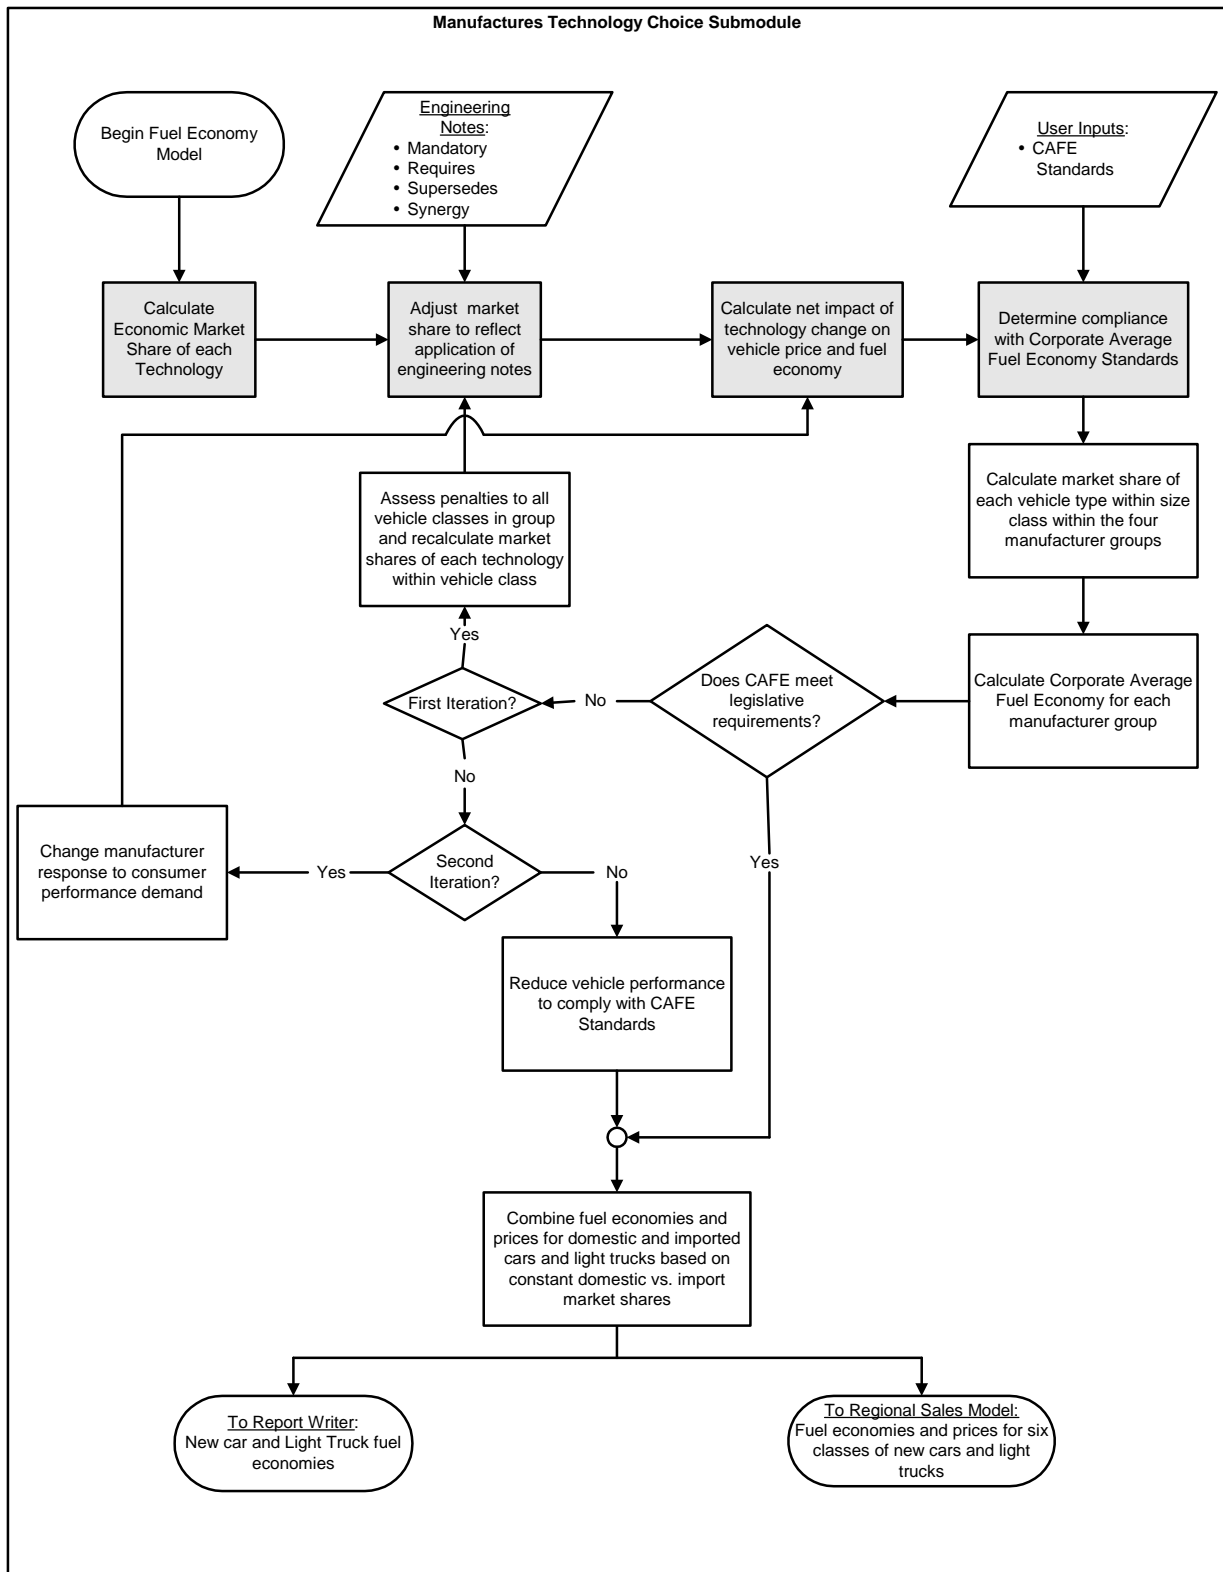 Manufactures Technology Choice Submodule
Begin Fuel Economy
Model
Engineering
Notes:
• Mandatory
• Requires
• Supersedes
• Synergy
User Inputs:
• CAFE
Standards
Calculate
Economic Market
Share of each
Technology
Adjust market
share to reflect
application of
engineering notes
Calculate net impact of
technology change on
vehicle price and fuel
economy
Determine compliance
with Corporate Average
Fuel Economy Standards
Assess penalties to all
vehicle classes in group
and recalculate market
shares of each technology
within vehicle class
Calculate market share of
each vehicle type within size
class within the four
manufacturer groups
Yes
First Iteration?
No
Does CAFE meet
legislative
requirements?
Calculate Corporate Average
Fuel Economy for each
manufacturer group
No
Change manufacturer
response to consumer
performance demand
Yes
Second
Iteration?
No
Yes
Reduce vehicle performance
to comply with CAFE
Standards
Combine fuel economies and
prices for domestic and imported
cars and light trucks based on
constant domestic vs. import
market shares
To Report Writer:
New car and Light Truck fuel
economies
To Regional Sales Model:
Fuel economies and prices for six
classes of new cars and light
trucks